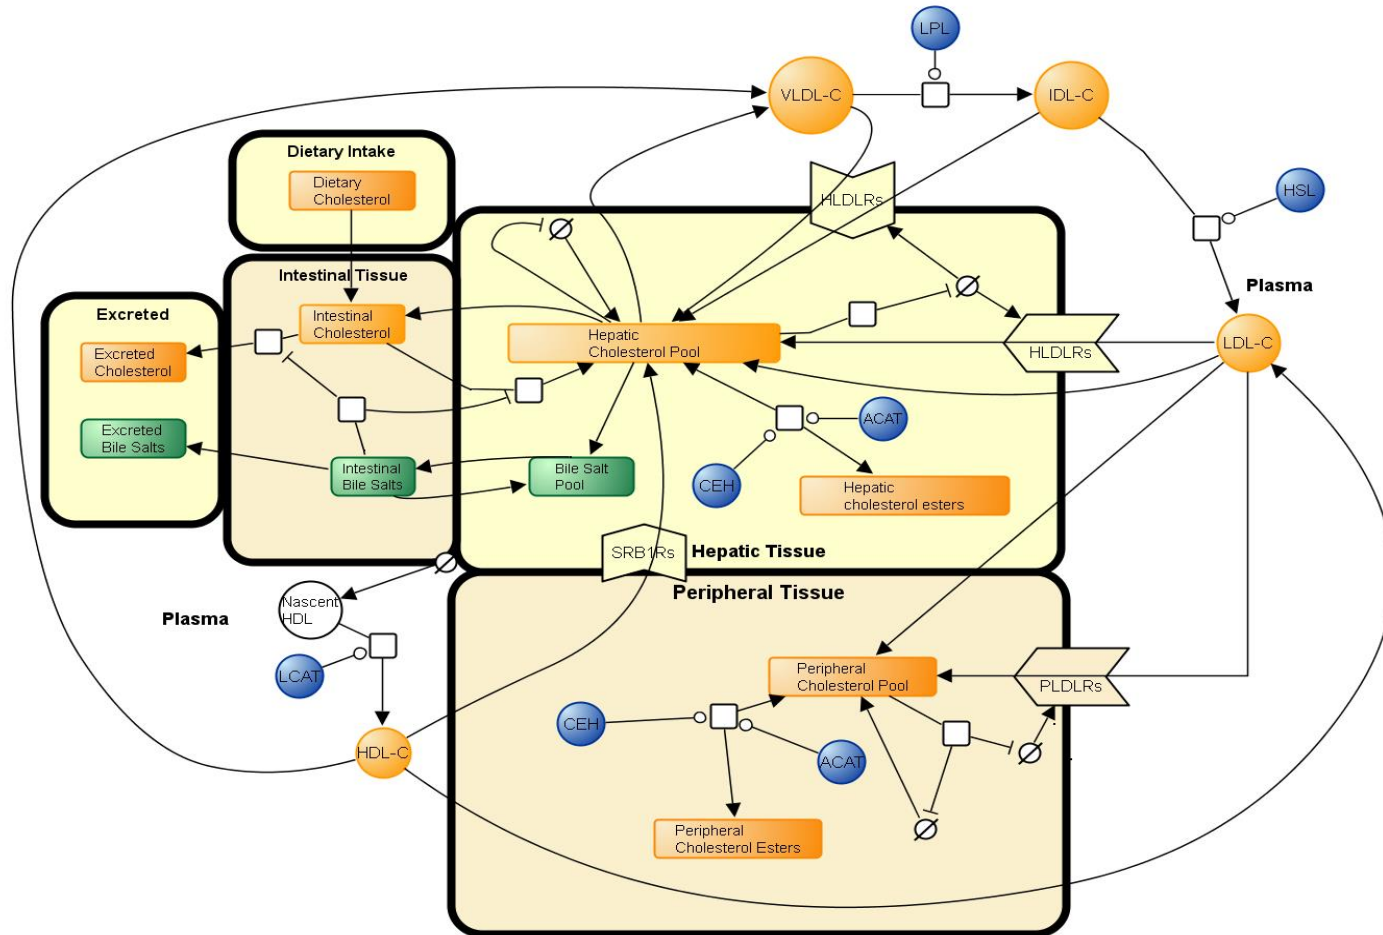 LPL
VLDL-C
IDL-C
Dietary Intake
Dietary
Cholesterol
HLDLRs
HSL
Intestinal Tissue
Plasma
Excreted
Intestinal
Cholesterol
Hepatic
Cholesterol Pool
HLDLRs
LDL-C
Excreted
Cholesterol
ACAT
Excreted
Bile Salts
Intestinal
Bile Salts
Bile Salt
Pool
CEH
Hepatic
cholesterol esters
SRB1Rs
Hepatic Tissue
Nascent
HDL
Peripheral Tissue
Plasma
LCAT
Peripheral
Cholesterol Pool
PLDLRs
CEH
HDL-C
ACAT
Peripheral
Cholesterol Esters